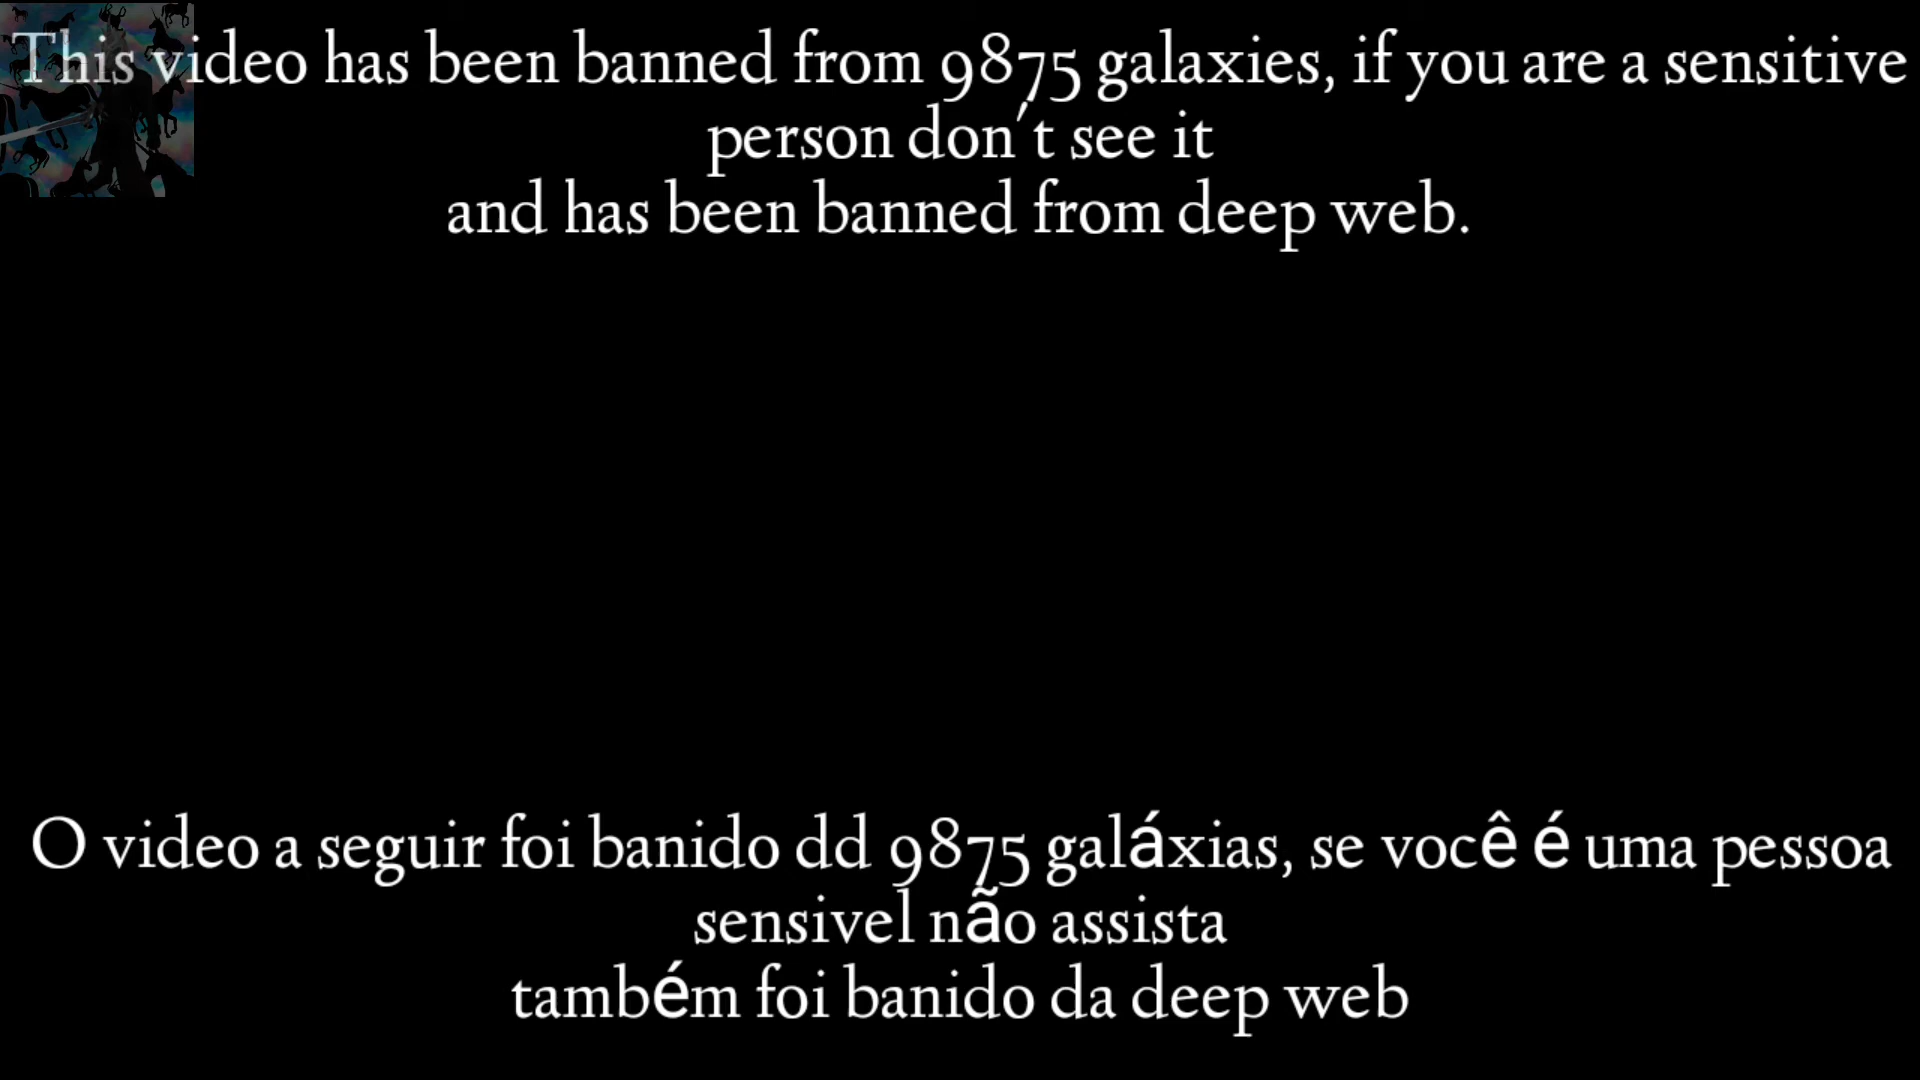 This video has been banned from 9875 galaxies, if you are a sensitive
person don't see it
and has been banned from deep web.
O video a seguir foi banido dd 9875 galáxias, se você é uma pessoa
sensivel não assista
também foi banido da deep web